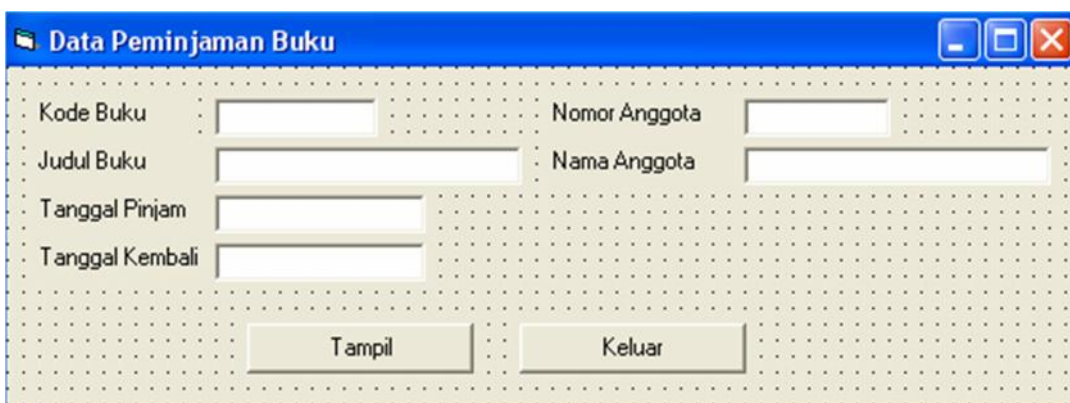 Data Peminjaman Buku
Kode Buku
Nomor Anggota
Judul Buku
Nama Anggota
Tanggal Pinjam
Tanggal Kembali
Tampil
Keluar